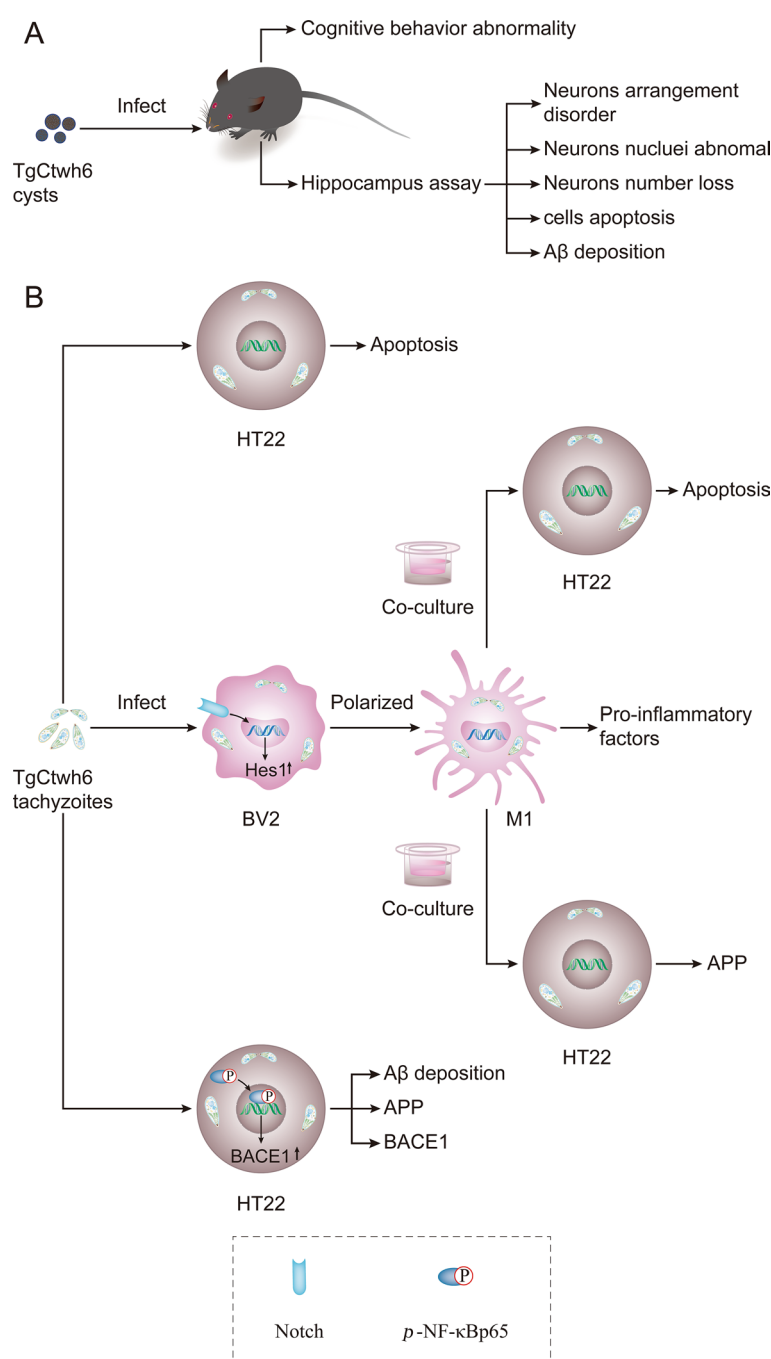 A
Cognitive behavior abnormality
Infect
TgCtwh6
cysts
Hippocampus assay
Neurons arrangement
disorder
Neurons nucluei abnomal
Neurons number loss
cells apoptosis
Aβ deposition
B
Apoptosis
HT22
Apoptosis
HT22
Co-culture
Infect
Polarized
Pro-inflammatory
factors
TgCtwh6
tachyzoites
Hes1↑
BV2
M1
Co-culture
APP
HT22
P
P
BACE1↑
Aβ deposition
APP
BACE1
HT22
P
Notch
p-NF-κBp65